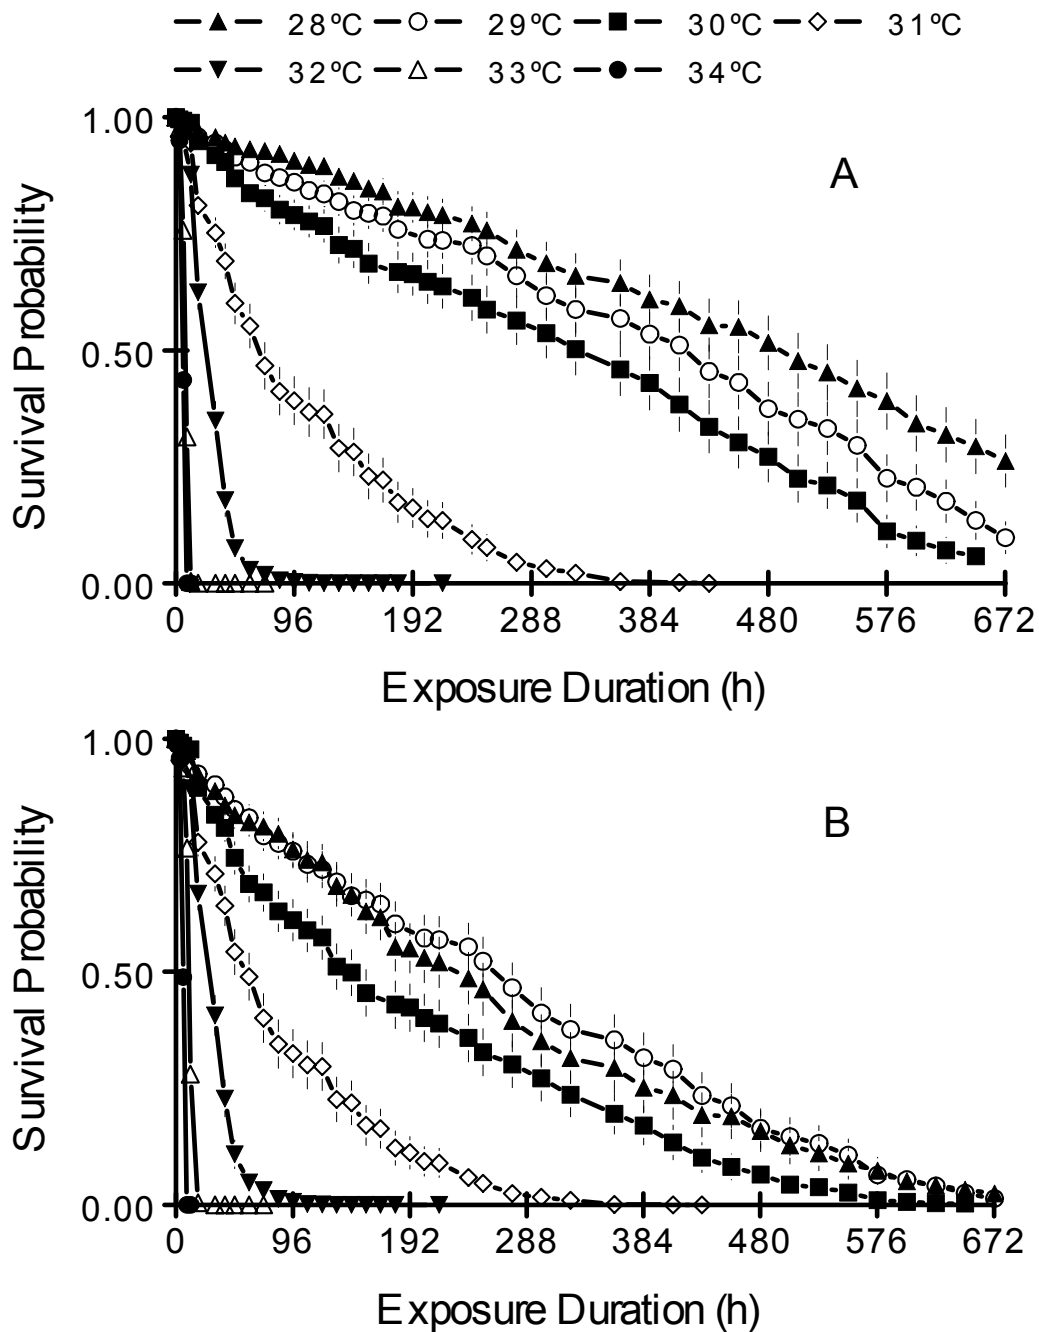 28ºC 29ºC 30ºC 31ºC
32ºC 33ºC 34ºC
A
1.00
0.50
0.00
Survival Probability
0 96 192 288 384 480 576 672
Exposure Duration (h)
B
1.00
0.50
0.00
Survival Probability
0 96 192 288 384 480 576 672
Exposure Duration (h)